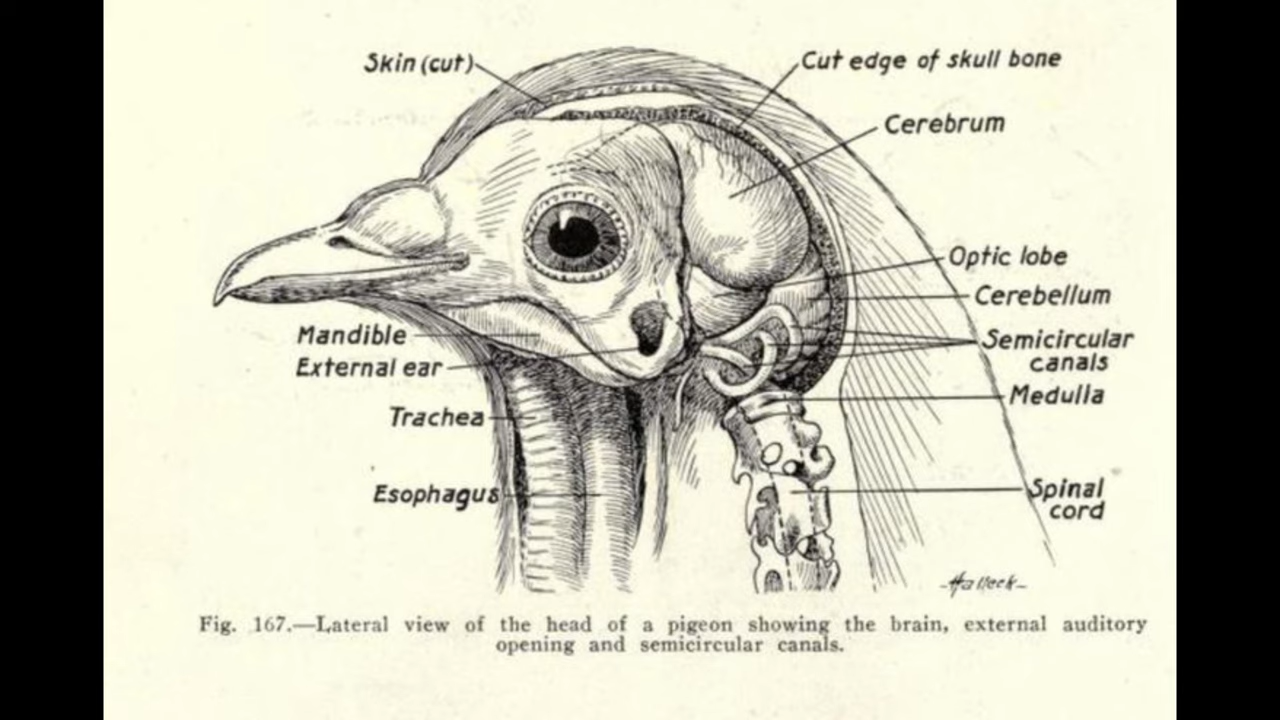 Skin (cut)
Cut edge of skull bone
Cerebrum
Optic lobe
Cerebellum
Mandible
Semicircular
canals
External ear
Medulla
Trachea
Esophagus
Spinal
cord
Halleck
Fig. 167.—Lateral view of the head of a pigeon showing the brain, external auditory
opening and semicircular canals.